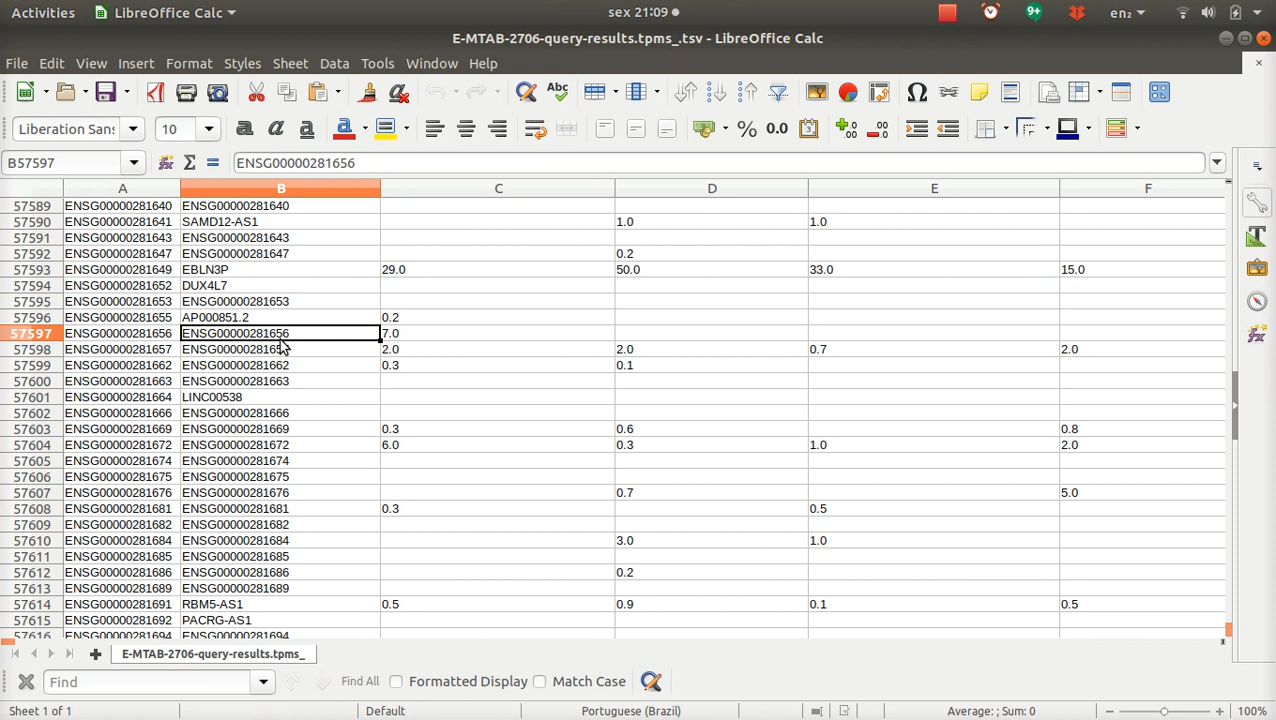 Activities LibreOffice Calc sex 21:09 9+ en₂
E-MTAB-2706-query-results.tpms_.tsv - LibreOffice Calc
File Edit View Insert Format Styles Sheet Data Tools Window Help
Liberation Sans 10 a a a a % 0.0
B57597 ENSG00000281656
A B C D E F
57589 ENSG00000281640 ENSG00000281640
57590 ENSG00000281641 SAMD12-AS1 1.0 1.0
57591 ENSG00000281643 ENSG00000281643
57592 ENSG00000281647 ENSG00000281647 0.2
57593 ENSG00000281649 EBLN3P 29.0 50.0 33.0 15.0
57594 ENSG00000281652 DUX4L7
57595 ENSG00000281653 ENSG00000281653
57596 ENSG00000281655 AP000851.2 0.2
57597 ENSG00000281656 ENSG00000281656 7.0
57598 ENSG00000281657 ENSG00000281657 2.0 2.0 0.7 2.0
57599 ENSG00000281662 ENSG00000281662 0.3 0.1
57600 ENSG00000281663 ENSG00000281663
57601 ENSG00000281664 LINC00538
57602 ENSG00000281666 ENSG00000281666
57603 ENSG00000281669 ENSG00000281669 0.3 0.6 0.8
57604 ENSG00000281672 ENSG00000281672 6.0 0.3 1.0 2.0
57605 ENSG00000281674 ENSG00000281674
57606 ENSG00000281675 ENSG00000281675
57607 ENSG00000281676 ENSG00000281676 0.7 5.0
57608 ENSG00000281681 ENSG00000281681 0.3 0.5
57609 ENSG00000281682 ENSG00000281682
57610 ENSG00000281684 ENSG00000281684 3.0 1.0
57611 ENSG00000281685 ENSG00000281685
57612 ENSG00000281686 ENSG00000281686 0.2
57613 ENSG00000281689 ENSG00000281689
57614 ENSG00000281691 RBM5-AS1 0.5 0.9 0.1 0.5
57615 ENSG00000281692 PACRG-AS1
57616 ENSG00000281694 ENSG00000281694
E-MTAB-2706-query-results.tpms_
Find Find All Formatted Display Match Case
Sheet 1 of 1 Default Portuguese (Brazil) Average: ; Sum: 0 100%